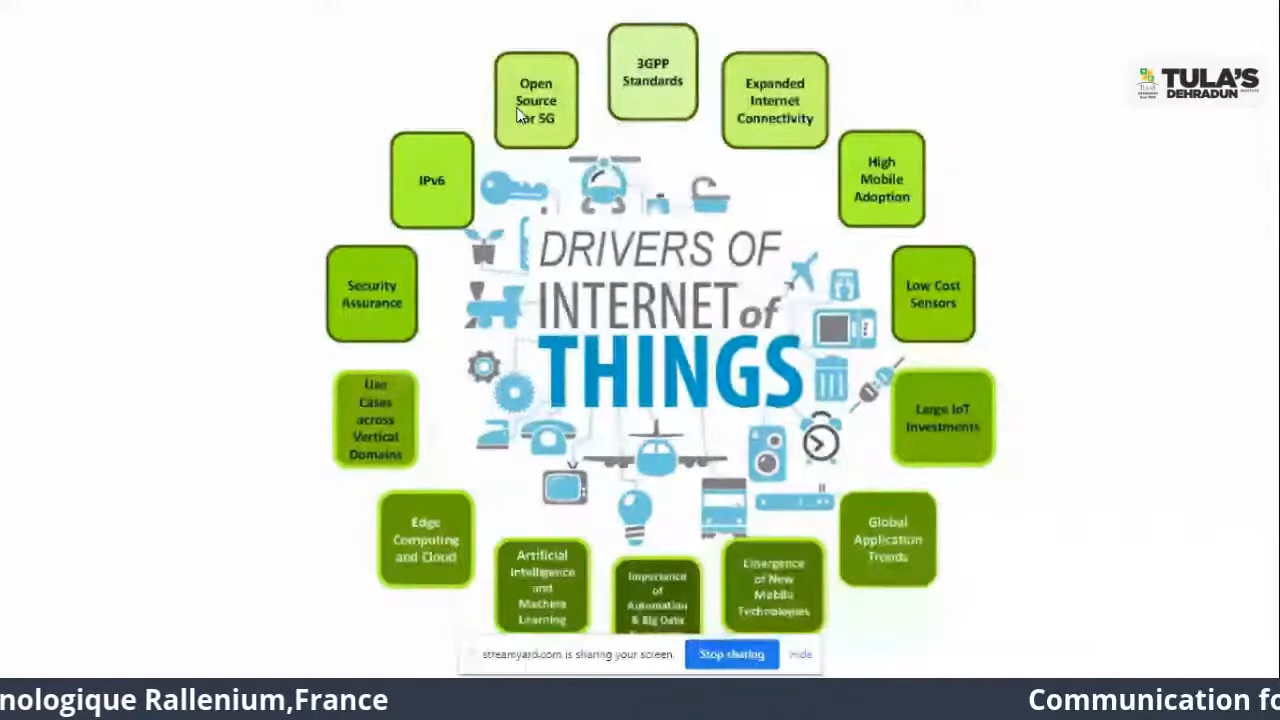 3GPP
Standards
Open
Source
for 5G
Expanded
Internet
Connectivity
TULA'S
DEHRADUN
IPv6
High
Mobile
Adoption
DRIVERS OF
INTERNET of
THINGS
Security
Assurance
Low Cost
Sensors
Use
Cases
across
Vertical
Domains
Large IoT
Investments
Edge
Computing
and Cloud
Global
Application
Trends
Artificial
Intelligence
and
Machine
Learning
Importance
of
Automation
& Big Data
Emergence
of New
Mobile
Technologies
streamyard.com is sharing your screen.
Stop sharing
Hide
nologique Rallenium,France
Communication fo